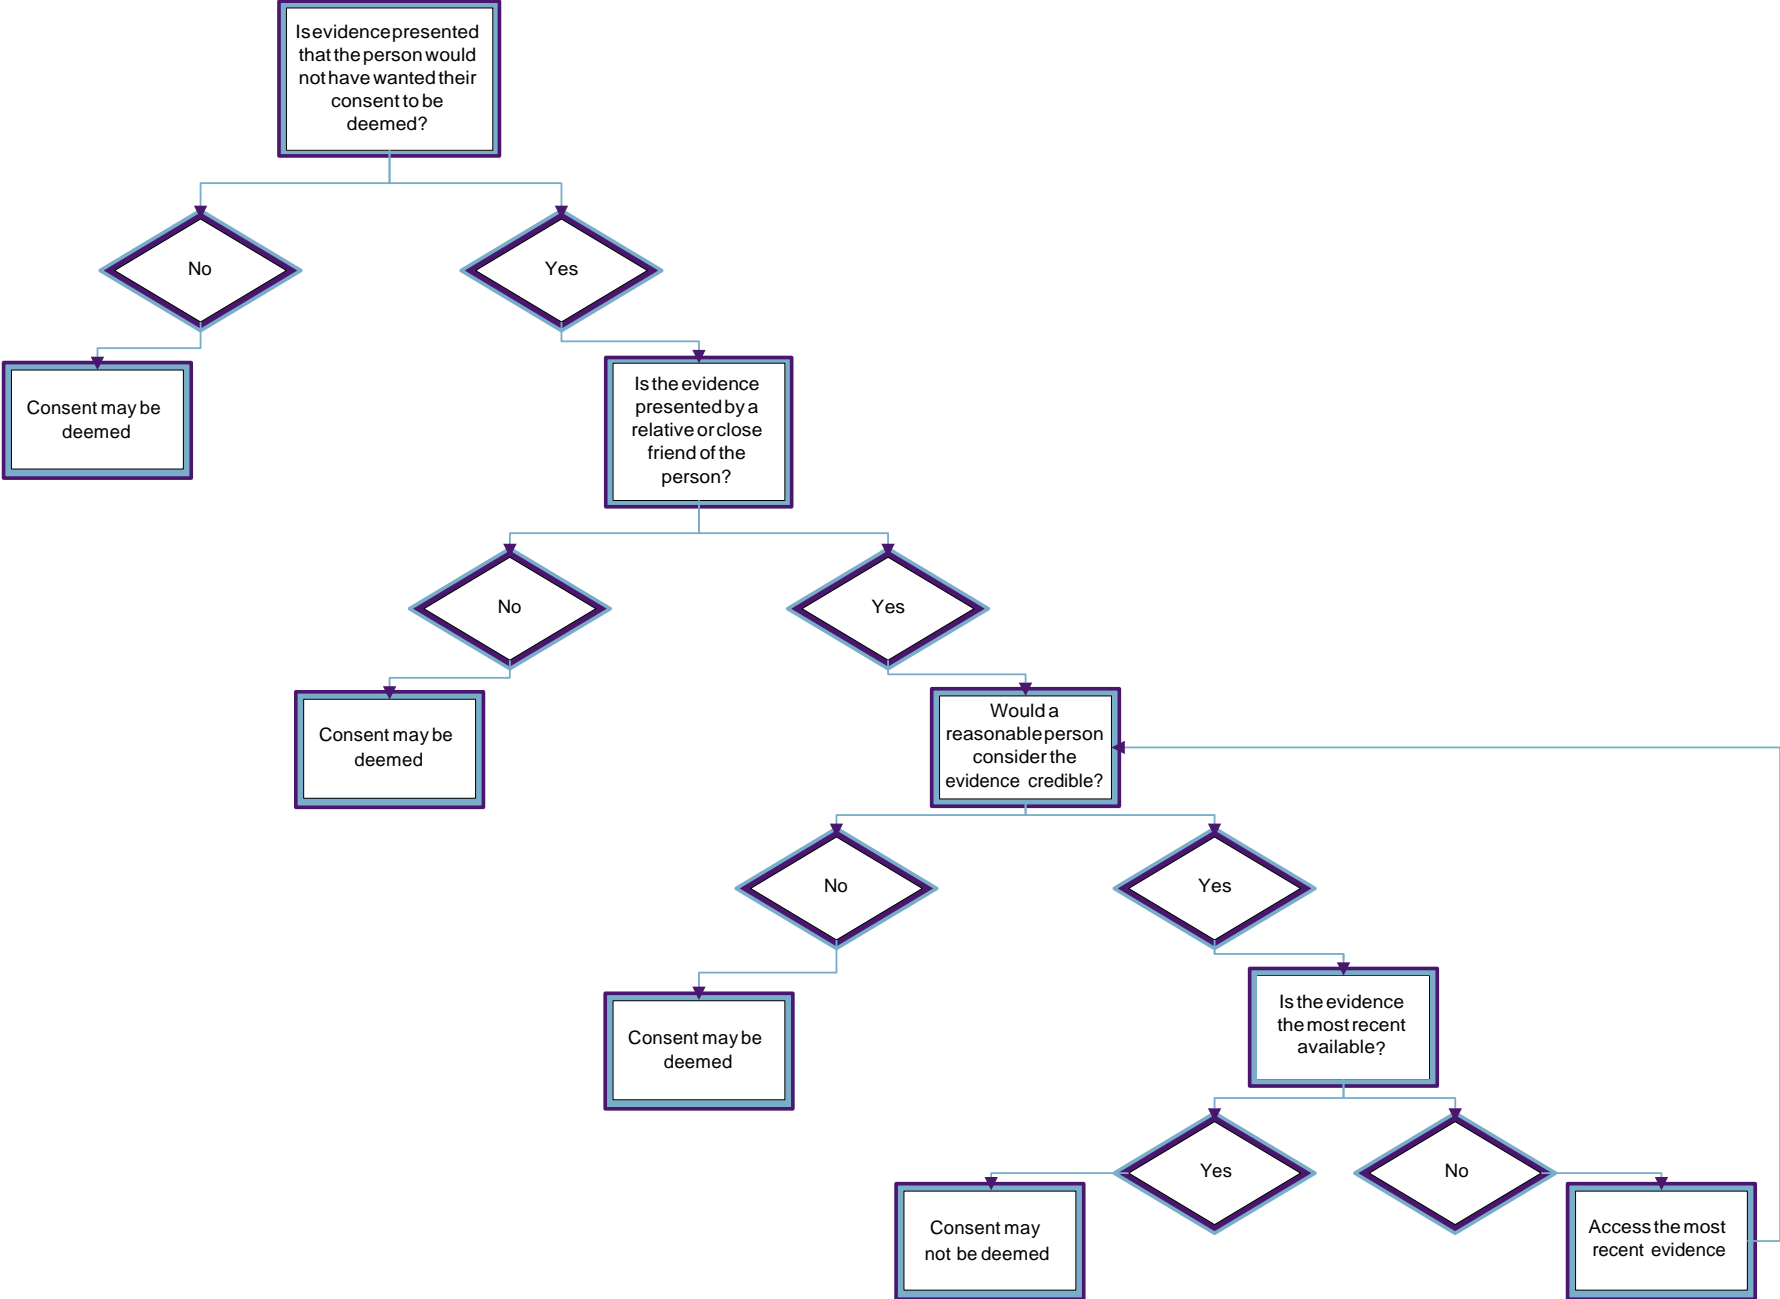 Is evidence presented
that the person would
not have wanted their
consent to be
deemed?
No
Yes
Consent may be
deemed
Is the evidence
presented by a
relative or close
friend of the
person?
No
Yes
Consent may be
deemed
Would a
reasonable person
consider the
evidence credible?
No
Yes
Consent may be
deemed
Is the evidence
the most recent
available?
Yes
No
Consent may
not be deemed
Access the most
recent evidence